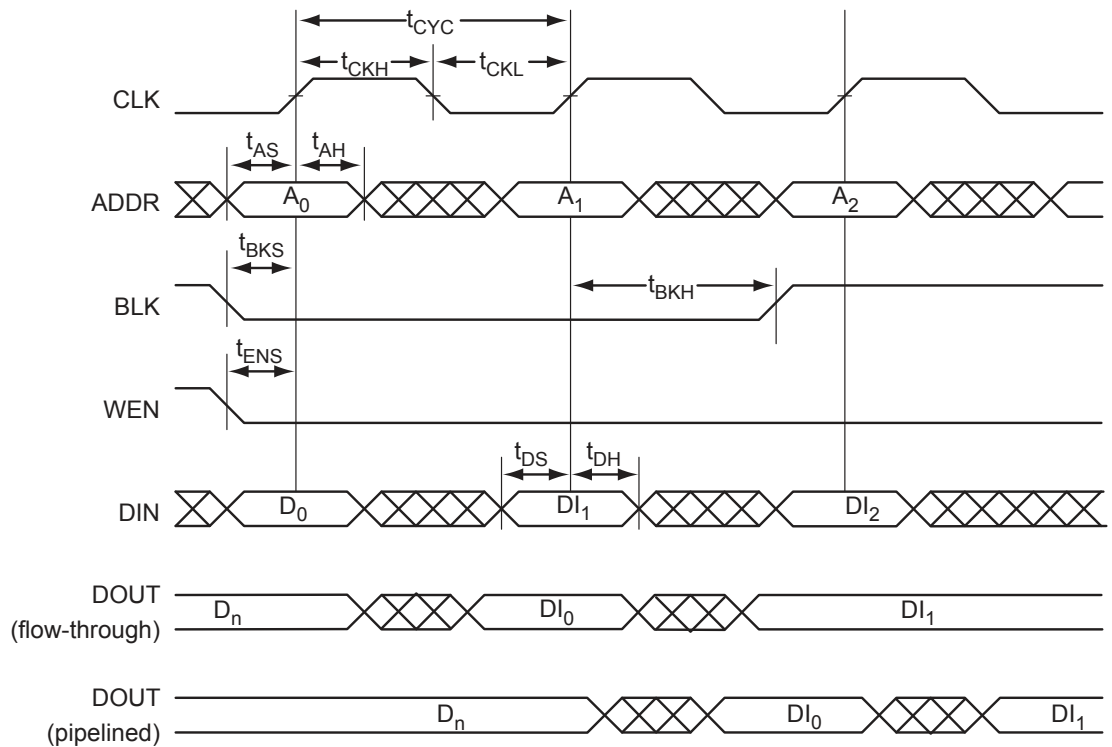 tCYC
tCKH tCKL
CLK
tAS tAH
ADDR A0 A1 A2
tBKS
tBKH
BLK
tENS
WEN
tDS tDH
DIN D0 DI1 DI2
DOUT
(flow-through) Dn DI0 DI1
DOUT
(pipelined) Dn DI0 DI1